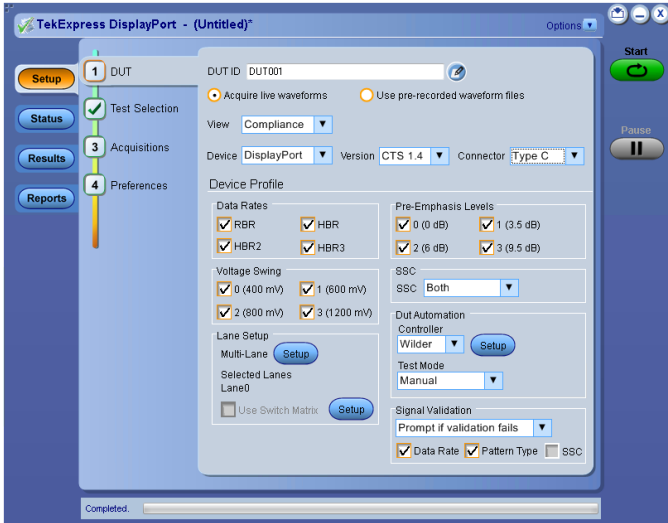 TekExpress DisplayPort - (Untitled)*
Options
Start
Pause
Setup
Status
Results
Reports
1 DUT
Test Selection
3 Acquisitions
4 Preferences
DUT ID DUT001
Acquire live waveforms Use pre-recorded waveform files
View Compliance
Device DisplayPort Version CTS 1.4 Connector Type C
Device Profile
Data Rates
RBR HBR
HBR2 HBR3
Voltage Swing
0 (400 mV) 1 (600 mV)
2 (800 mV) 3 (1200 mV)
Lane Setup
Multi-Lane Setup
Selected Lanes
Lane0
Use Switch Matrix Setup
Pre-Emphasis Levels
0 (0 dB) 1 (3.5 dB)
2 (6 dB) 3 (9.5 dB)
SSC
SSC Both
Dut Automation
Controller
Wilder Setup
Test Mode
Manual
Signal Validation
Prompt if validation fails
Data Rate Pattern Type SSC
Completed.